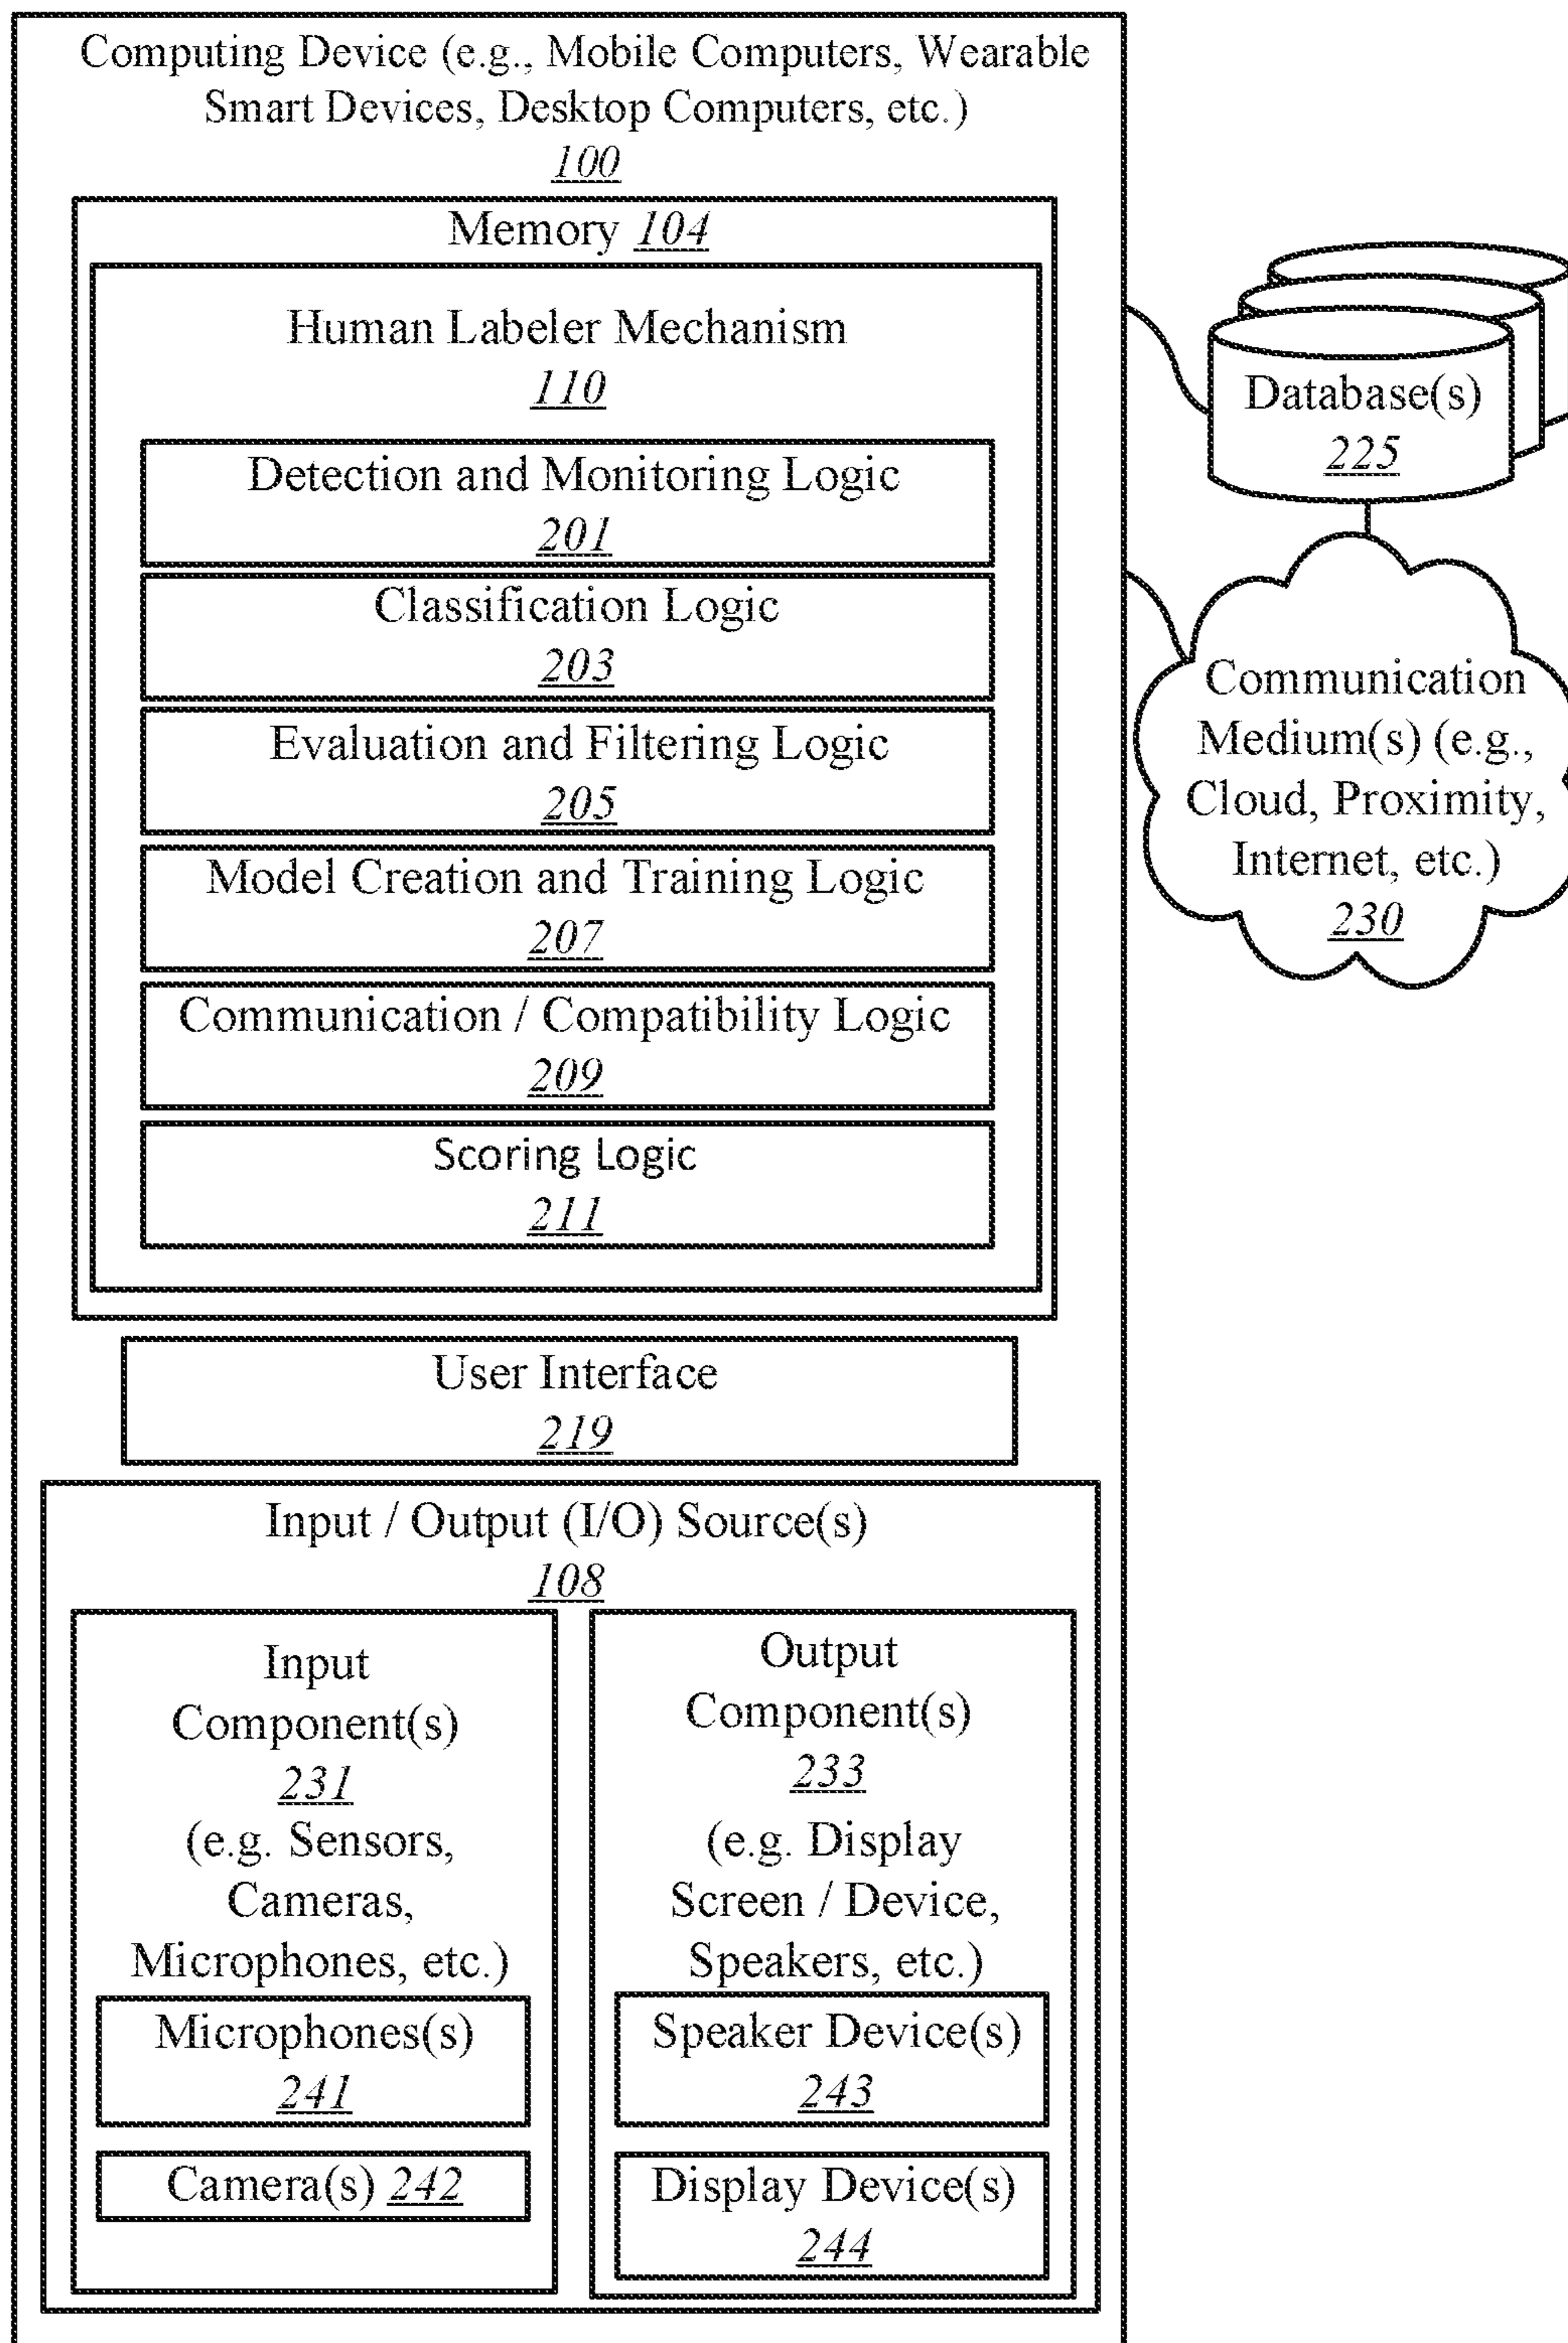 Computing Device (e.g., Mobile Computers, Wearable
Smart Devices, Desktop Computers, etc.)
100
Memory 104
Human Labeler Mechanism
110
Detection and Monitoring Logic
201
Classification Logic
203
Evaluation and Filtering Logic
205
Model Creation and Training Logic
207
Communication / Compatibility Logic
209
Scoring Logic
211
User Interface
219
Input / Output (I/O) Source(s)
108
Input
Component(s)
231
(e.g. Sensors,
Cameras,
Microphones, etc.)
Microphones(s)
241
Camera(s) 242
Output
Component(s)
233
(e.g. Display
Screen / Device,
Speakers, etc.)
Speaker Device(s)
243
Display Device(s)
244
Database(s)
225
Communication
Medium(s) (e.g.,
Cloud, Proximity,
Internet, etc.)
230